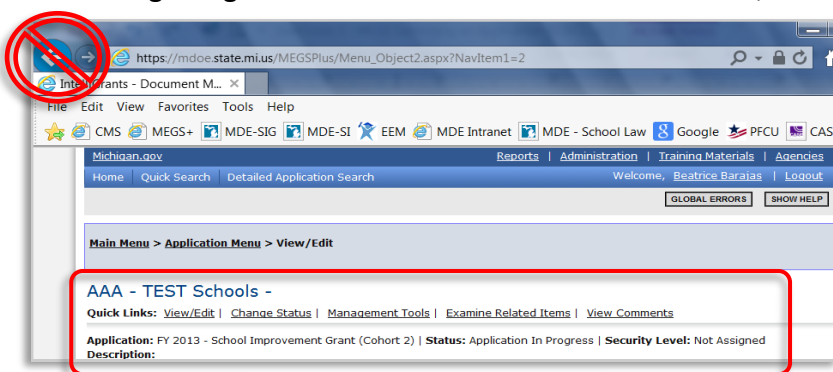 https://mdoe.state.mi.us/MEGSPlus/Menu_Object2.aspx?NavItem1=2
Grants - Document M...
File Edit View Favorites Tools Help
CMS MEGS+ MDE-SIG MDE-SI EEM MDE Intranet MDE - School Law Google PFCU CAS
Michigan.gov Reports | Administration | Training Materials | Agencies
Home | Quick Search | Detailed Application Search Welcome, Beatrice Barajas | Logout
GLOBAL ERRORS SHOW HELP
Main Menu > Application Menu > View/Edit
AAA - TEST Schools -
Quick Links: View/Edit | Change Status | Management Tools | Examine Related Items | View Comments
Application: FY 2013 - School Improvement Grant (Cohort 2) | Status: Application In Progress | Security Level: Not Assigned
Description: